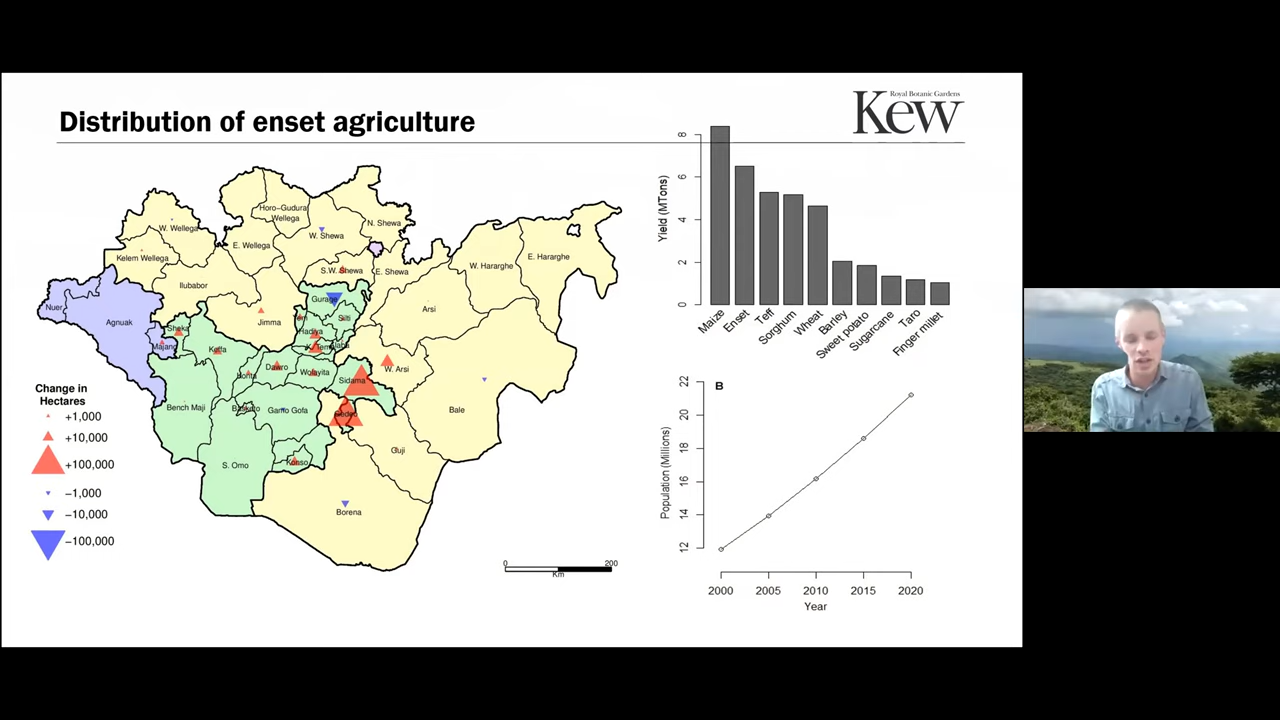 Distribution of enset agriculture
Royal Botanic Gardens
Kew
Horo-Gudura
Wellega
W. Wellega
N. Shewa
W. Shewa
E. Wellega
Kelem Wellega
S.W. Shewa
E. Shewa
W. Hararghe
E. Hararghe
Ilubabor
Nuer
Gurage
Arsi
Agnuak
Jimma
Silti
Sheka
Hadiya
Majang
Keffa
Dawro
Wolayita
Sidama
W. Arsi
Konta
Bench Maji
Basketo
Gamo Gofa
Gedeo
Bale
Guji
S. Omo
Konso
Borena
Change in
Hectares
+1,000
+10,000
+100,000
−1,000
−10,000
−100,000
0
200
Km
Yield (MTons)
8
6
4
2
0
Maize
Enset
Teff
Sorghum
Wheat
Barley
Sweet potato
Sugarcane
Taro
Finger millet
B
Population (Millions)
22
20
18
16
14
12
2000 2005 2010 2015 2020
Year